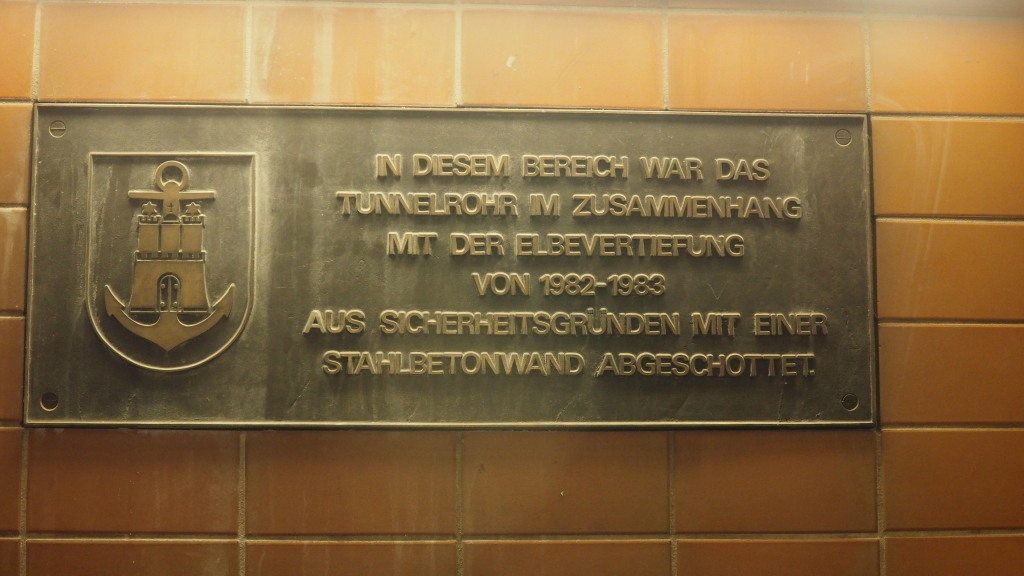 IN DIESEM BEREICH WAR DAS
TUNNELROHR IM ZUSAMMENHANG
MIT DER ELBEVERTIEFUNG
VON 1982-1983
AUS SICHERHEITSGRÜNDEN MIT EINER
STAHLBETONWAND ABGESCHOTTET.